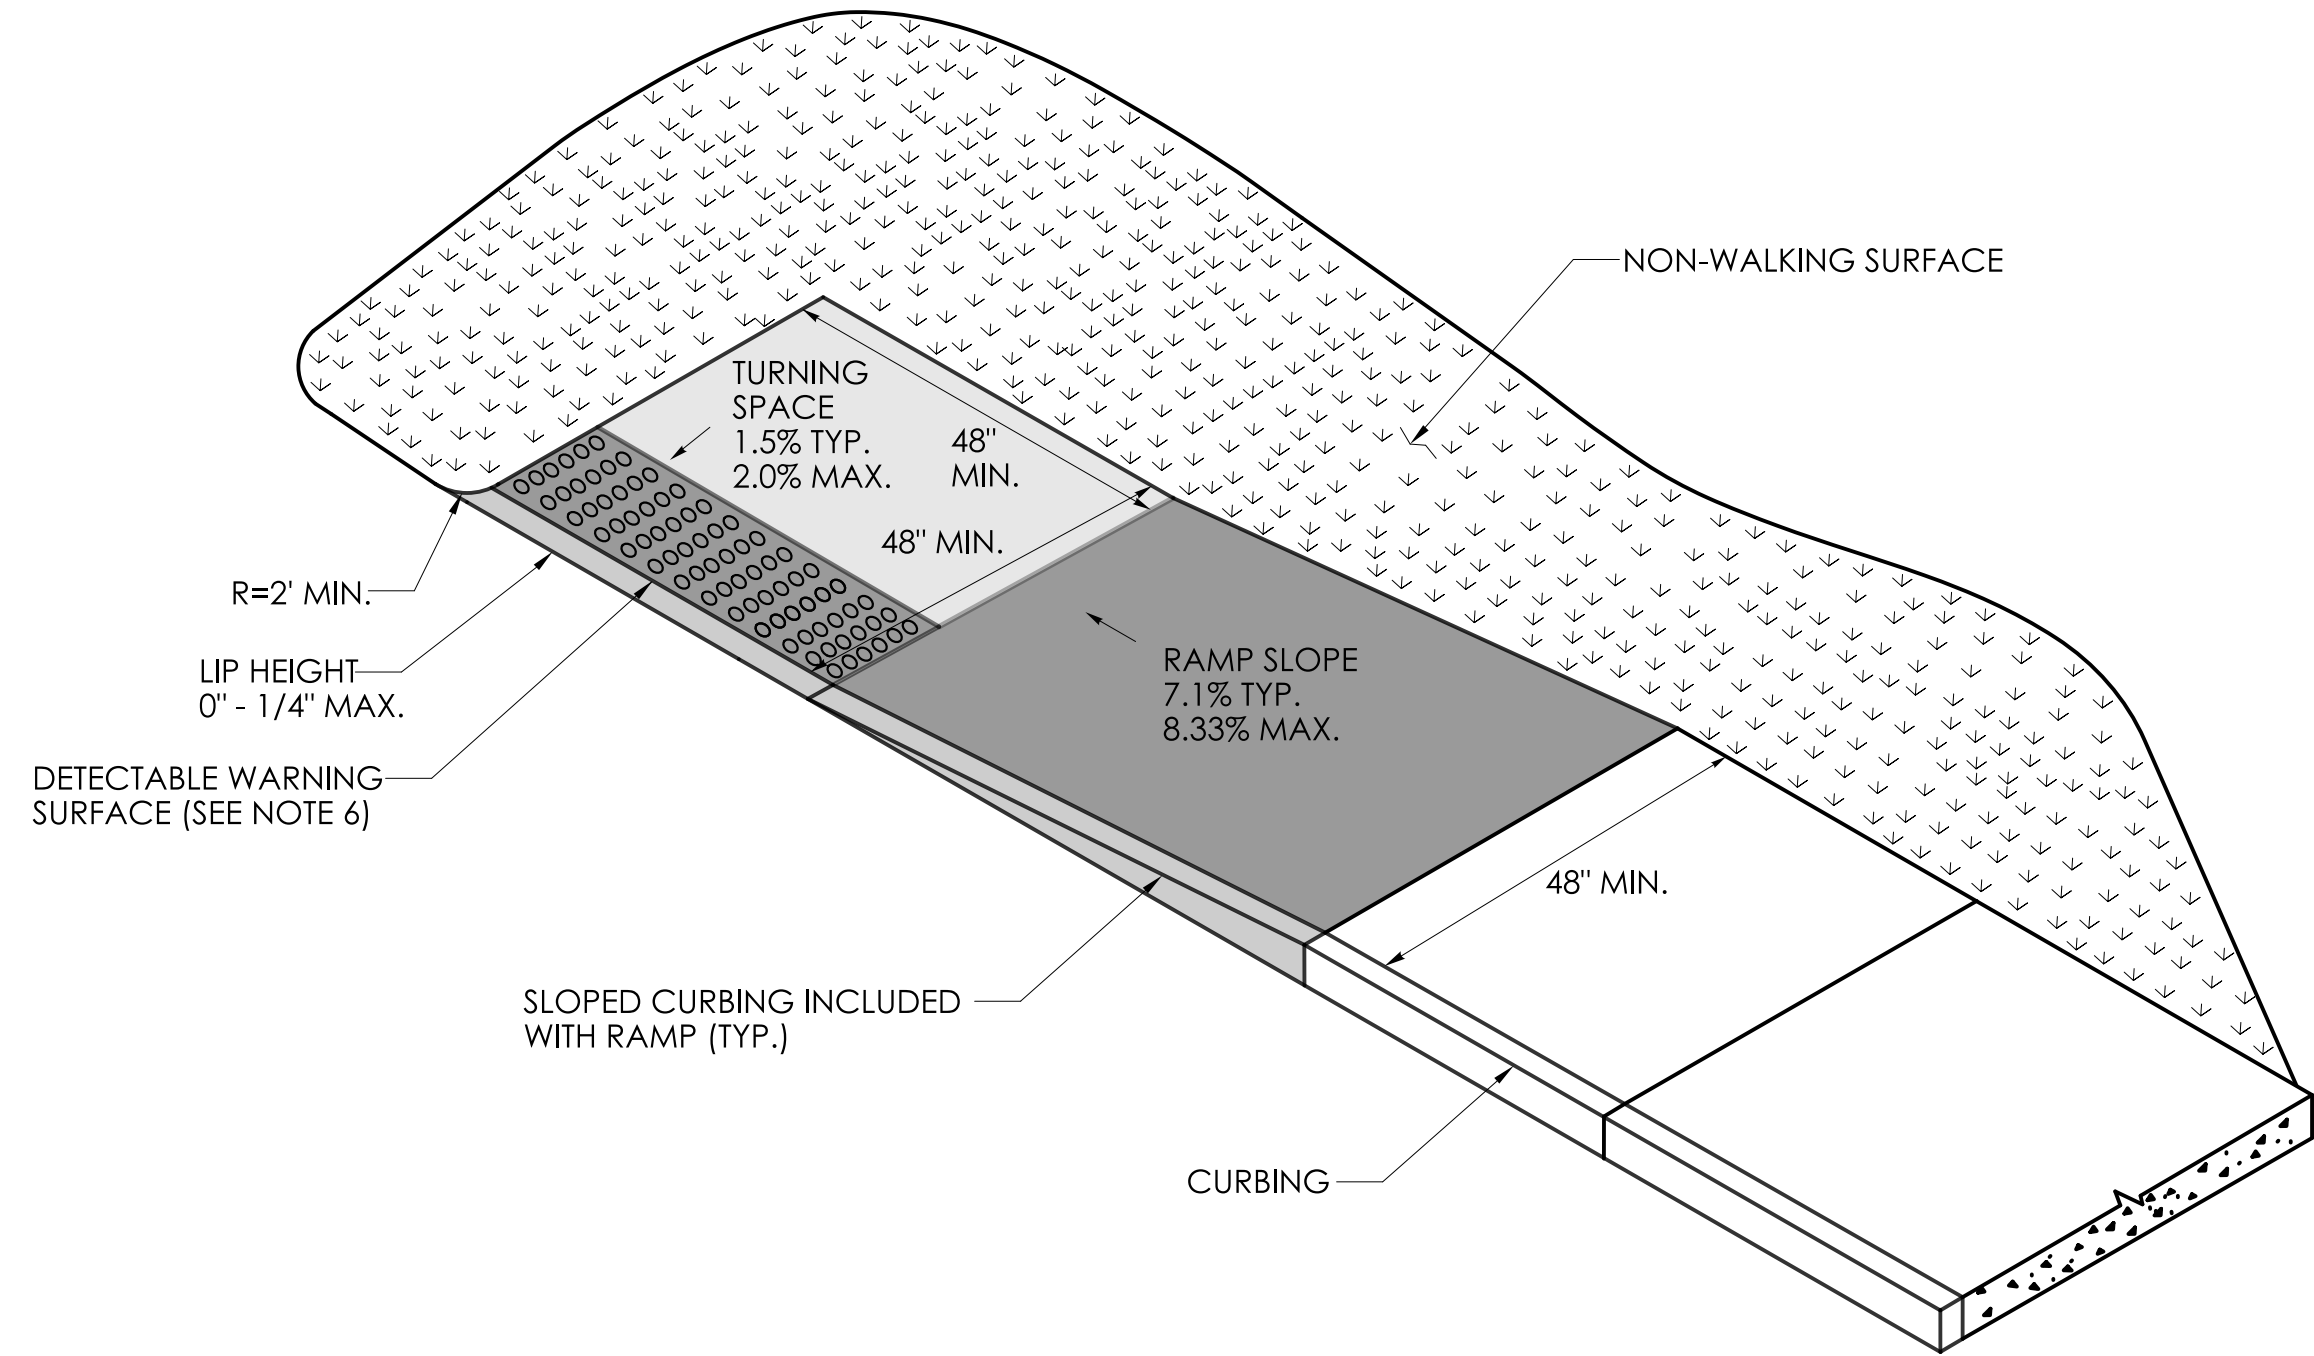 NON-WALKING SURFACE
TURNING
SPACE
1.5% TYP.
2.0% MAX.
48"
MIN.
48" MIN.
R=2' MIN.
LIP HEIGHT
0" - 1/4" MAX.
RAMP SLOPE
7.1% TYP.
8.33% MAX.
DETECTABLE WARNING
SURFACE (SEE NOTE 6)
48" MIN.
SLOPED CURBING INCLUDED
WITH RAMP (TYP.)
CURBING